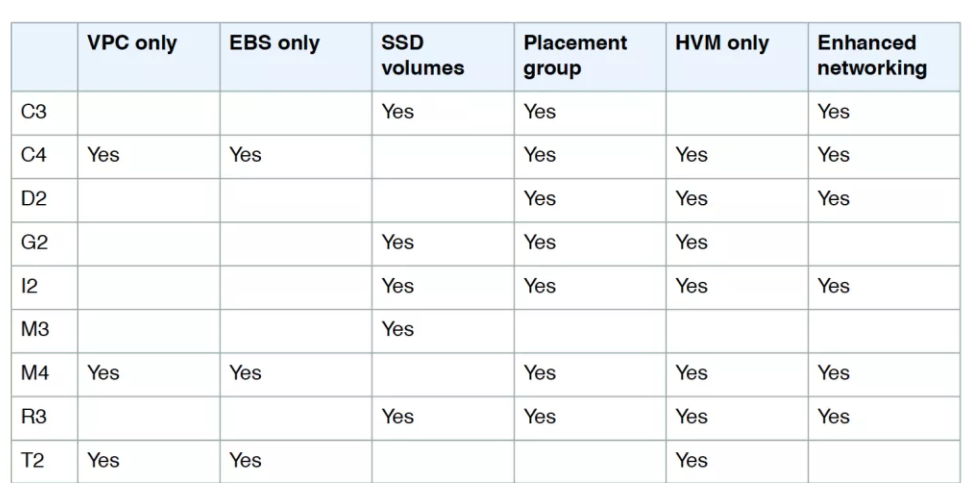 VPC only EBS only SSD volumes Placement group HVM only Enhanced networking
C3 Yes Yes Yes
C4 Yes Yes Yes Yes Yes
D2 Yes Yes Yes
G2 Yes Yes Yes
I2 Yes Yes Yes Yes
M3 Yes
M4 Yes Yes Yes Yes Yes
R3 Yes Yes Yes Yes
T2 Yes Yes Yes